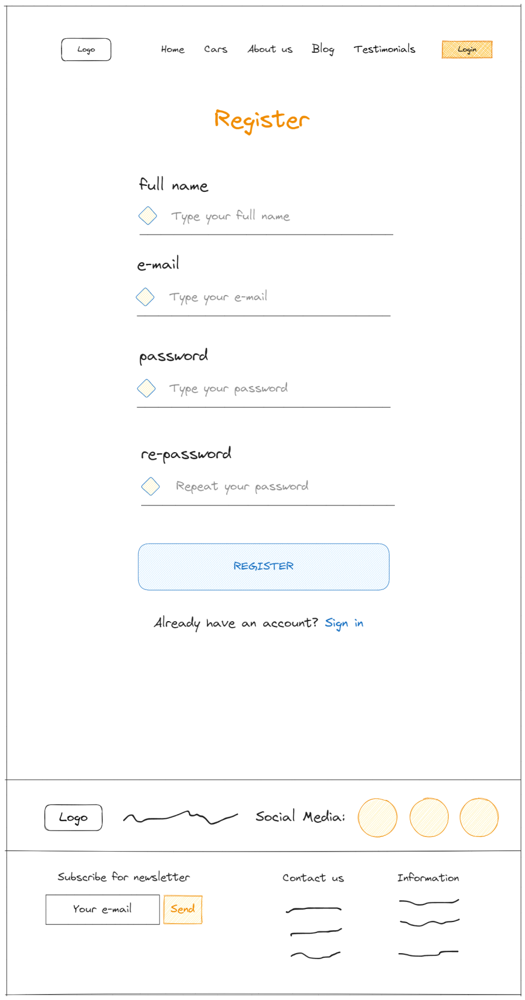 Logo Home Cars About us Blog Testimonials Login
Register
full name
Type your full name
e-mail
Type your e-mail
password
Type your password
re-password
Repeat your password
REGISTER
Already have an account? Sign in
Logo Social Media:
Subscribe for newsletter Contact us Information
Your e-mail Send